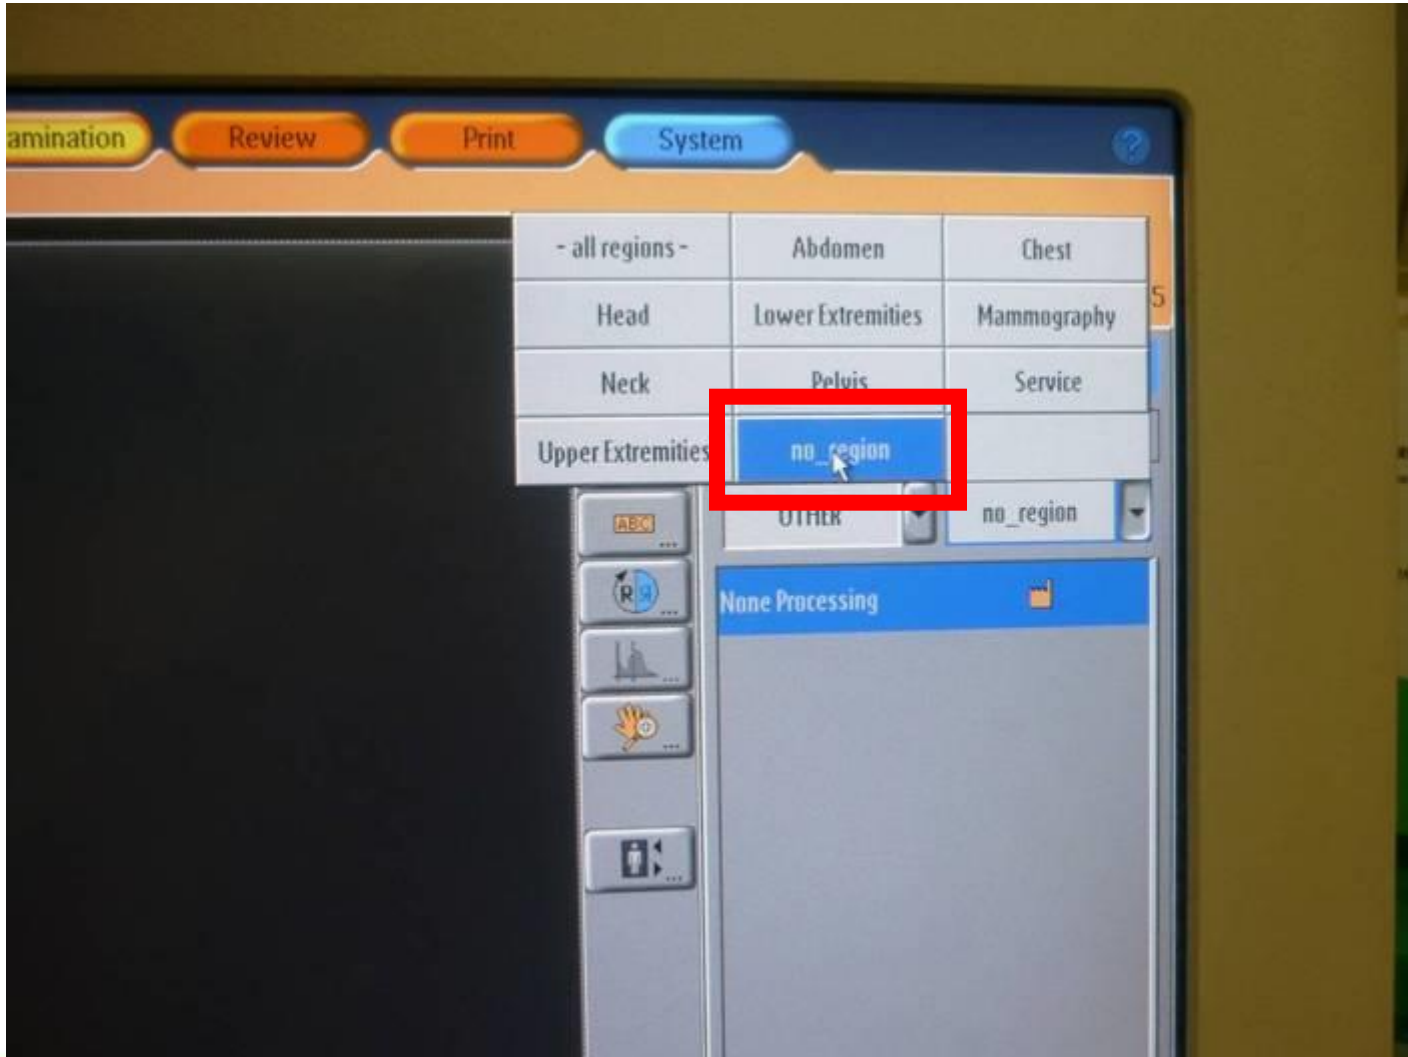 amination Review Print System ?
- all regions - Abdomen Chest
5
Head Lower Extremities Mammography
Neck Pelvis Service
Upper Extremities no_region
ABC OTHER no_region
R Я None Processing